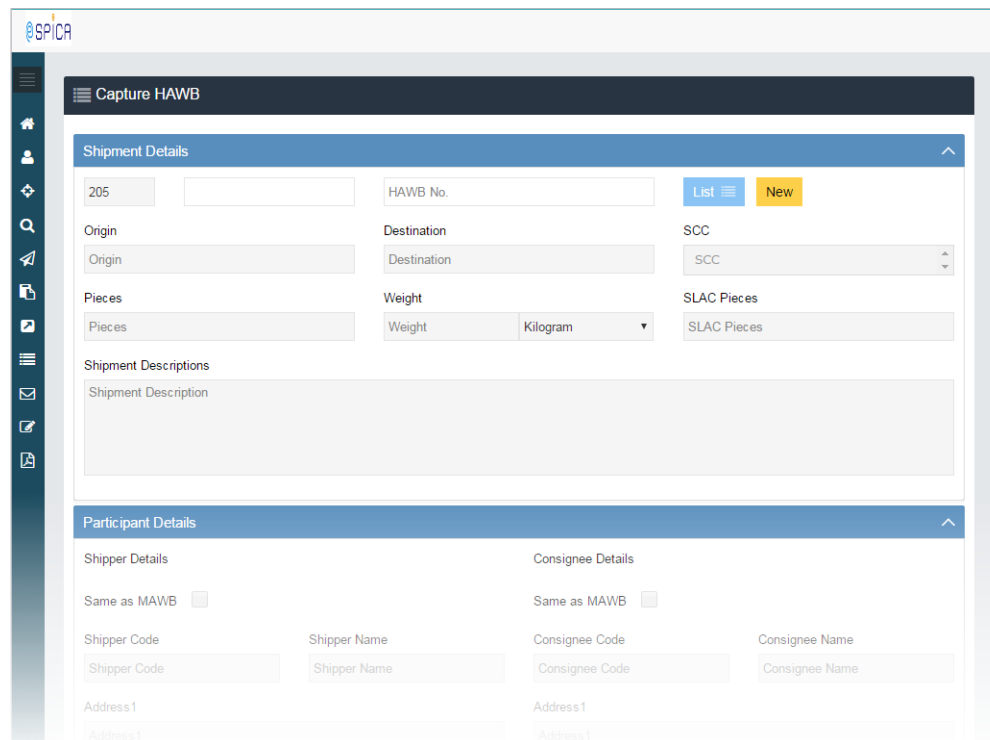 eSPICA
Capture HAWB
Shipment Details
205 HAWB No. List New
Origin Destination SCC
Origin Destination SCC
Pieces Weight SLAC Pieces
Pieces Weight Kilogram SLAC Pieces
Shipment Descriptions
Shipment Description
Participant Details
Shipper Details Consignee Details
Same as MAWB Same as MAWB
Shipper Code Shipper Name Consignee Code Consignee Name
Shipper Code Shipper Name Consignee Code Consignee Name
Address1 Address1
Address1 Address1